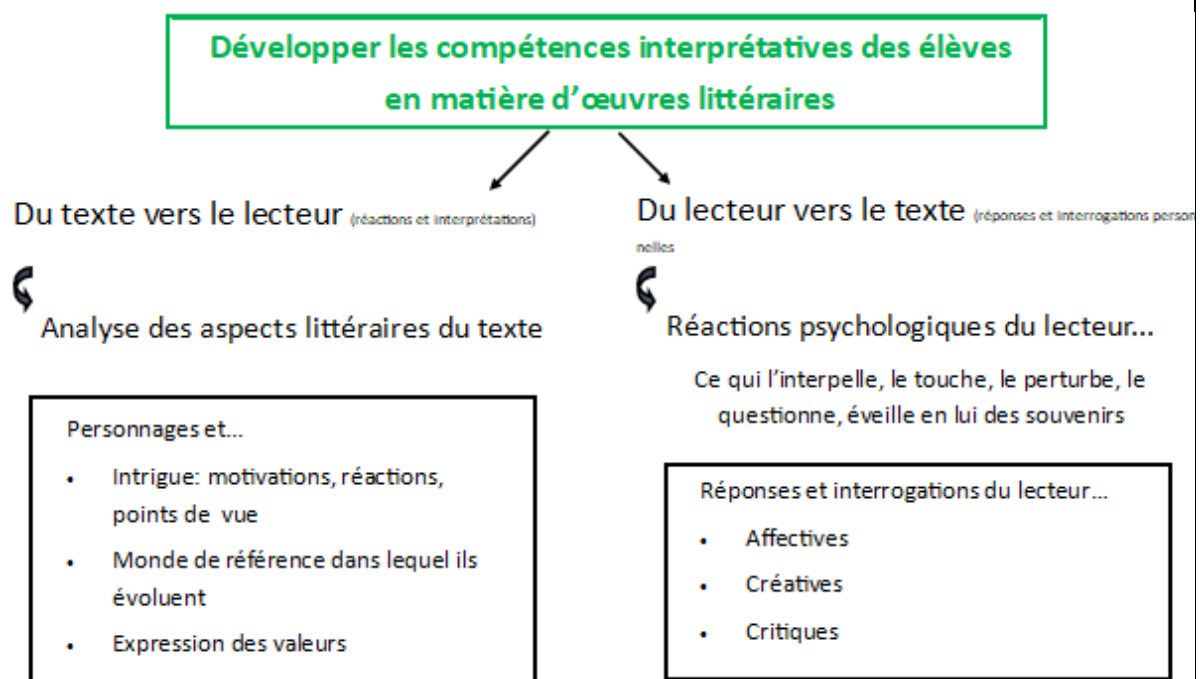 Développer les compétences interprétatives des élèves
en matière d'œuvres littéraires
Du texte vers le lecteur (réactions et interprétations)
Analyse des aspects littéraires du texte
Personnages et...
• Intrigue: motivations, réactions,
points de vue
• Monde de référence dans lequel ils
évoluent
• Expression des valeurs
Du lecteur vers le texte (réponses et interrogations person
nelles
Réactions psychologiques du lecteur...
Ce qui l'interpelle, le touche, le perturbe, le
questionne, éveille en lui des souvenirs
Réponses et interrogations du lecteur...
• Affectives
• Créatives
• Critiques